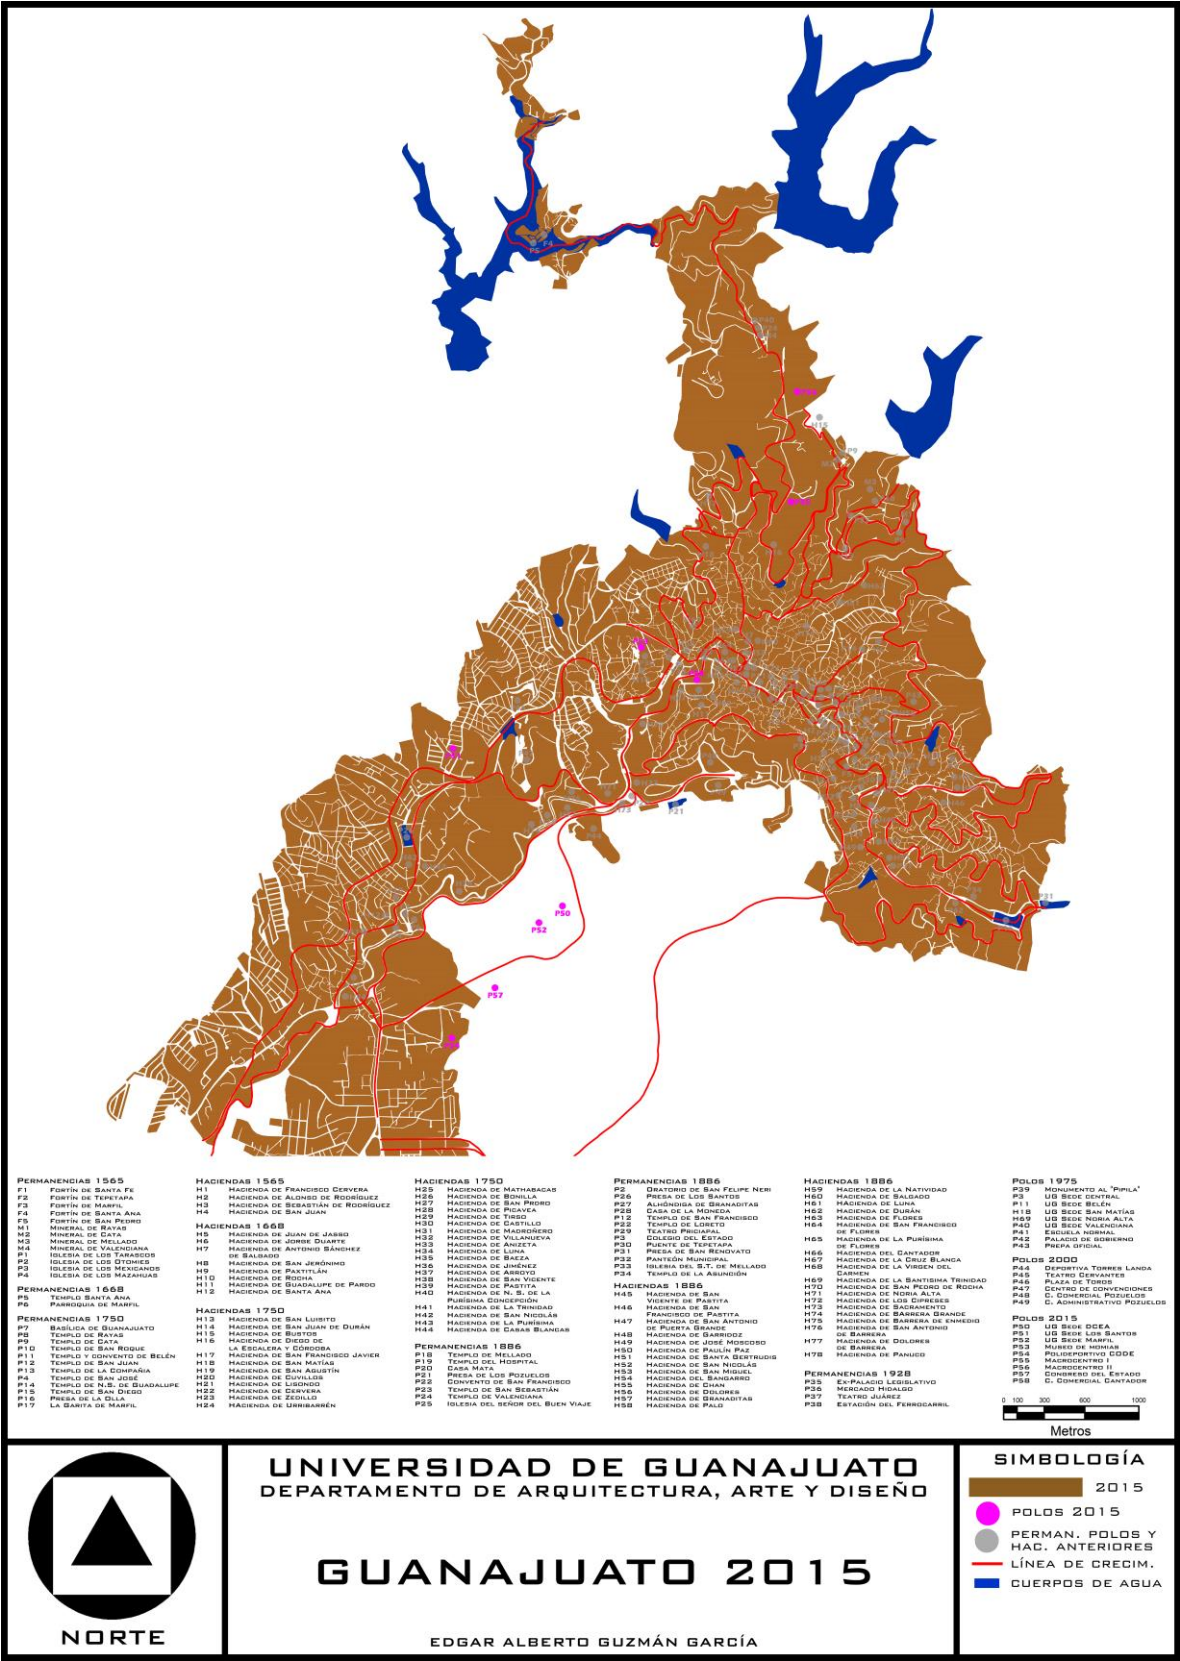 F4
P5
H15
P9
P21
P31
P50
P52
P57
PERMANENCIAS 1565
F1 FORTÍN DE SANTA FE
F2 FORTÍN DE TEPETAPA
F3 FORTÍN DE MARFIL
F4 FORTÍN DE SANTA ANA
F5 FORTÍN DE SAN PEDRO
M1 MINERAL DE RAYAS
M2 MINERAL DE CATA
M3 MINERAL DE MELLADO
M4 MINERAL DE VALENCIANA
P1 IGLESIA DE LOS TARASCOS
P2 IGLESIA DE LOS OTOMIES
P3 IGLESIA DE LOS MEXICANOS
P4 IGLESIA DE LOS MAZAHUAS
PERMANENCIAS 1668
P5 TEMPLO SANTA ANA
P6 PARROQUIA DE MARFIL
PERMANENCIAS 1750
P7 BASÍLICA DE GUANAJUATO
P8 TEMPLO DE RAYAS
P9 TEMPLO DE CATA
P10 TEMPLO DE SAN ROQUE
P11 TEMPLO Y CONVENTO DE BELÉN
P12 TEMPLO DE SAN JUAN
P13 TEMPLO DE LA COMPAÑIA
P4 TEMPLO DE SAN JOSÉ
P14 TEMPLO DE N.S. DE GUADALUPE
P15 TEMPLO DE SAN DIEGO
P16 PRESA DE LA OLLA
P17 LA GARITA DE MARFIL
HACIENDAS 1565
H1 HACIENDA DE FRANCISCO CERVERA
H2 HACIENDA DE ALONSO DE RODRÍGUEZ
H3 HACIENDA DE SEBASTIÁN DE RODRÍGUEZ
H4 HACIENDA DE SAN JUAN
HACIENDAS 1668
H5 HACIENDA DE JUAN DE JASSO
H6 HACIENDA DE JORGE DUARTE
H7 HACIENDA DE ANTONIO SÁNCHEZ
DE SALGADO
H8 HACIENDA DE SAN JERÓNIMO
H9 HACIENDA DE PAXTITLÁN
H10 HACIENDA DE ROCHA
H11 HACIENDA DE GUADALUPE DE PARDO
H12 HACIENDA DE SANTA ANA
HACIENDAS 1750
H13 HACIENDA DE SAN LUISITO
H14 HACIENDA DE SAN JUAN DE DURÁN
H15 HACIENDA DE BUSTOS
H16 HACIENDA DE DIEGO DE
LA ESCALERA Y CÓRDOBA
H17 HACIENDA DE SAN FRANCISCO JAVIER
H18 HACIENDA DE SAN MATÍAS
H19 HACIENDA DE SAN AGUSTÍN
H20 HACIENDA DE CUVILLOS
H21 HACIENDA DE LISONDO
H22 HACIENDA DE CERVERA
H23 HACIENDA DE ZEDILLO
H24 HACIENDA DE URRIBARRÉN
HACIENDAS 1750
H25 HACIENDA DE MATHABACAS
H26 HACIENDA DE BONILLA
H27 HACIENDA DE SAN PEDRO
H28 HACIENDA DE PICAVEA
H29 HACIENDA DE TIRSO
H30 HACIENDA DE CASTILLO
H31 HACIENDA DE MADROÑERO
H32 HACIENDA DE VILLANUEVA
H33 HACIENDA DE ANIZETA
H34 HACIENDA DE LUNA
H35 HACIENDA DE BAEZA
H36 HACIENDA DE JIMÉNEZ
H37 HACIENDA DE ARROYO
H38 HACIENDA DE SAN VICENTE
H39 HACIENDA DE PASTITA
H40 HACIENDA DE N. S. DE LA
PURÍSIMA CONCEPCIÓN
H41 HACIENDA DE LA TRINIDAD
H42 HACIENDA DE SAN NICOLÁS
H43 HACIENDA DE LA PURÍSIMA
H44 HACIENDA DE CASAS BLANCAS
PERMANENCIAS 1886
P18 TEMPLO DE MELLADO
P19 TEMPLO DEL HOSPITAL
P20 CASA MATA
P21 PRESA DE LOS POZUELOS
P22 CONVENTO DE SAN FRANCISCO
P23 TEMPLO DE SAN SEBASTIÁN
P24 TEMPLO DE VALENCIANA
P25 IGLESIA DEL SEÑOR DEL BUEN VIAJE
PERMANENCIAS 1886
P2 ORATORIO DE SAN FELIPE NERI
P26 PRESA DE LOS SANTOS
P27 ALHÓNDIGA DE GRANADITAS
P28 CASA DE LA MONEDA
P12 TEMPLO DE SAN FRANCISCO
P22 TEMPLO DE LORETO
P29 TEATRO PRICIAPAL
P3 COLEGIO DEL ESTADO
P30 PUENTE DE TEPETAPA
P31 PRESA DE SAN RENOVATO
P32 PANTEÓN MUNICIPAL
P33 IGLESIA DEL S.T. DE MELLADO
P34 TEMPLO DE LA ASUNCIÓN
HACIENDAS 1886
H45 HACIENDA DE SAN
VICENTE DE PASTITA
H46 HACIENDA DE SAN
FRANCISCO DE PASTITA
H47 HACIENDA DE SAN ANTONIO
DE PUERTA GRANDE
H48 HACIENDA DE GARRIDOZ
H49 HACIENDA DE JOSÉ MOSCOSO
H50 HACIENDA DE PAULÍN PAZ
H51 HACIENDA DE SANTA GERTRUDIS
H52 HACIENDA DE SAN NICOLÁS
H53 HACIENDA DE SAN MIGUEL
H54 HACIENDA DEL SANGARRO
H55 HACIENDA DE CHAN
H56 HACIENDA DE DOLORES
H57 HACIENDA DE GRANADITAS
H58 HACIENDA DE PALO
HACIENDAS 1886
H59 HACIENDA DE LA NATIVIDAD
H60 HACIENDA DE SALGADO
H61 HACIENDA DE LUNA
H62 HACIENDA DE DURÁN
H63 HACIENDA DE FLORES
H64 HACIENDA DE SAN FRANCISCO
DE FLORES
H65 HACIENDA DE LA PURÍSIMA
DE FLORES
H66 HACIENDA DEL CANTADOR
H67 HACIENDA DE LA CRUZ BLANCA
H68 HACIENDA DE LA VIRGEN DEL
CARMEN
H69 HACIENDA DE LA SANTISIMA TRINIDAD
H70 HACIENDA DE SAN PEDRO DE ROCHA
H71 HACIENDA DE NORIA ALTA
H72 HACIENDA DE LOS CIPRESES
H73 HACIENDA DE SACRAMENTO
H74 HACIENDA DE BARRERA GRANDE
H75 HACIENDA DE BARRERA DE ENMEDIO
H76 HACIENDA DE SAN ANTONIO
DE BARRERA
H77 HACIENDA DE DOLORES
DE BARRERA
H78 HACIENDA DE PANUCO
PERMANENCIAS 1928
P35 EX-PALACIO LEGISLATIVO
P36 MERCADO HIDALGO
P37 TEATRO JUÁREZ
P38 ESTACIÓN DEL FERROCARRIL
POLOS 1975
P39 MONUMENTO AL "PIPILA"
P3 UG SEDE CENTRAL
P11 UG SEDE BELÉN
H18 UG SEDE SAN MATÍAS
H69 UG SEDE NORIA ALTA
P40 UG SEDE VALENCIANA
P41 ESCUELA NORMAL
P42 PALACIO DE GOBIERNO
P43 PREPA OFICIAL
POLOS 2000
P44 DEPORTIVA TORRES LANDA
P45 TEATRO CERVANTES
P46 PLAZA DE TOROS
P47 CENTRO DE CONVENCIONES
P48 C. COMERCIAL POZUELOS
P49 C. ADMINISTRATIVO POZUELOS
POLOS 2015
P50 UG SEDE DCEA
P51 UG SEDE LOS SANTOS
P52 UG SEDE MARFIL
P53 MUSEO DE MOMIAS
P54 POLIDEPORTIVO CODE
P55 MACROCENTRO I
P56 MACROCENTRO II
P57 CONGRESO DEL ESTADO
P58 C. COMERCIAL CANTADOR
0 100 300 600 1000
Metros
NORTE
UNIVERSIDAD DE GUANAJUATO
DEPARTAMENTO DE ARQUITECTURA, ARTE Y DISEÑO
GUANAJUATO 2015
EDGAR ALBERTO GUZMÁN GARCÍA
SIMBOLOGÍA
2015
POLOS 2015
PERMAN. POLOS Y
HAC. ANTERIORES
LÍNEA DE CRECIM.
CUERPOS DE AGUA